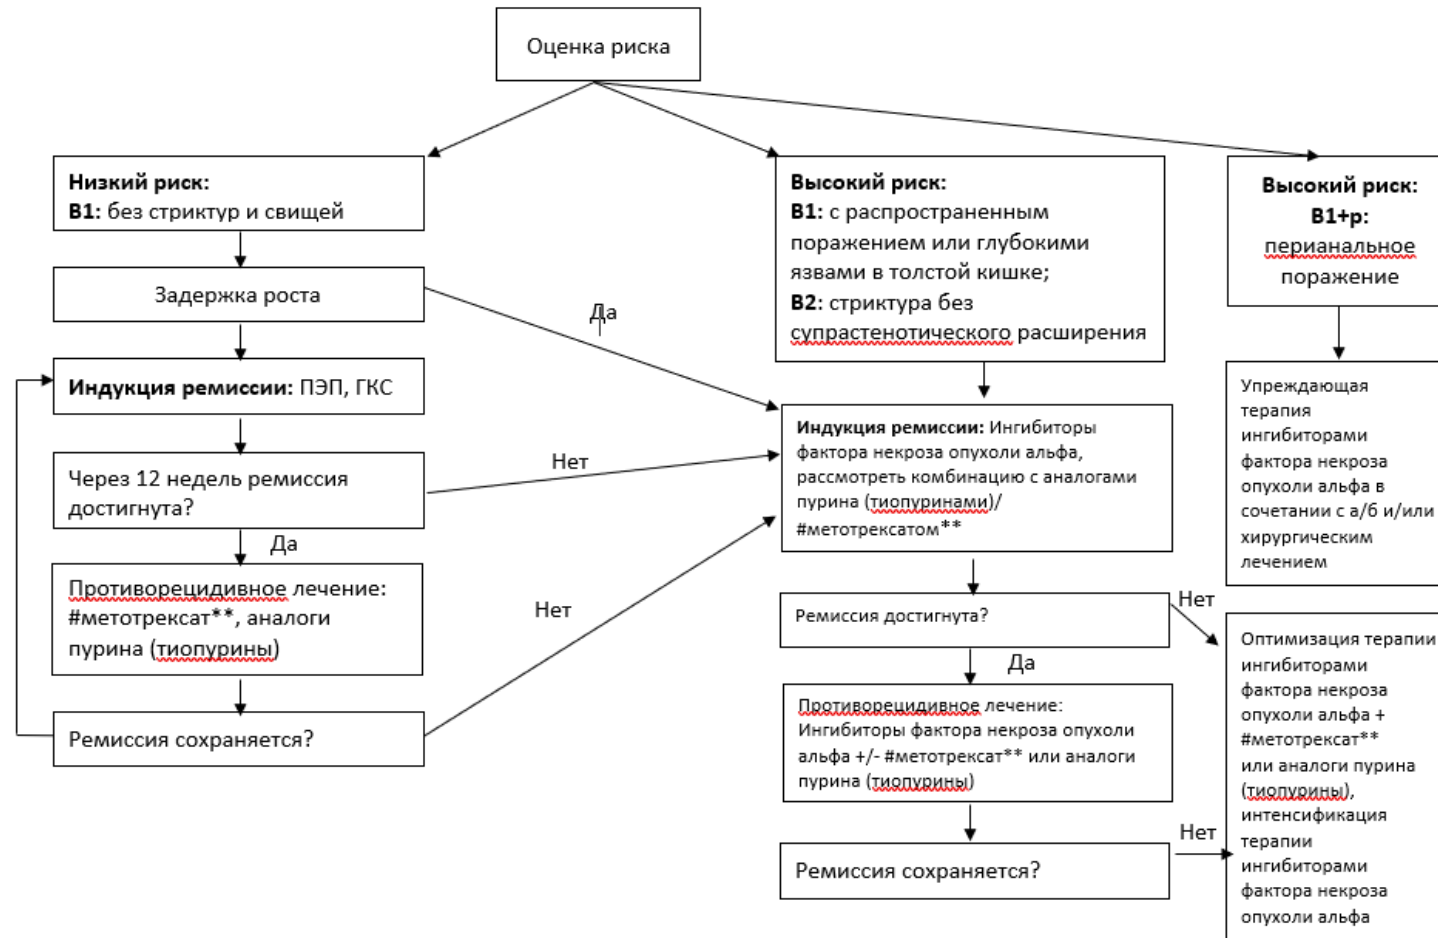 Оценка риска
Низкий риск:
В1: без стриктур и свищей
Задержка роста
Индукция ремиссии: ПЭП, ГКС
Через 12 недель ремиссия
достигнута?
Да
Противорецидивное лечение:
#метотрексат**, аналоги
пурина (тиопурины)
Ремиссия сохраняется?
Да
Нет
Нет
Высокий риск:
В1: с распространенным
поражением или глубокими
язвами в толстой кишке;
В2: стриктура без
супрастенотического расширения
Индукция ремиссии: Ингибиторы
фактора некроза опухоли альфа,
рассмотреть комбинацию с аналогами
пурина (тиопуринами)/
#метотрексатом**
Ремиссия достигнута?
Нет
Да
Противорецидивное лечение:
Ингибиторы фактора некроза опухоли
альфа +/- #метотрексат** или аналоги
пурина (тиопурины)
Ремиссия сохраняется?
Нет
Высокий риск:
В1+р:
перианальное
поражение
Упреждающая
терапия
ингибиторами
фактора некроза
опухоли альфа в
сочетании с а/б и/или
хирургическим
лечением
Оптимизация терапии
ингибиторами
фактора некроза
опухоли альфа +
#метотрексат**
или аналоги пурина
(тиопурины),
интенсификация
терапии
ингибиторами
фактора некроза
опухоли альфа